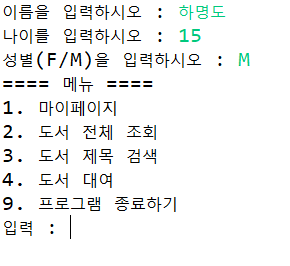 이름을 입력하시오 : 하명도
나이를 입력하시오 : 15
성별(F/M)을 입력하시오 : M
==== 메뉴 ====
1. 마이페이지
2. 도서 전체 조회
3. 도서 제목 검색
4. 도서 대여
9. 프로그램 종료하기
입력 :